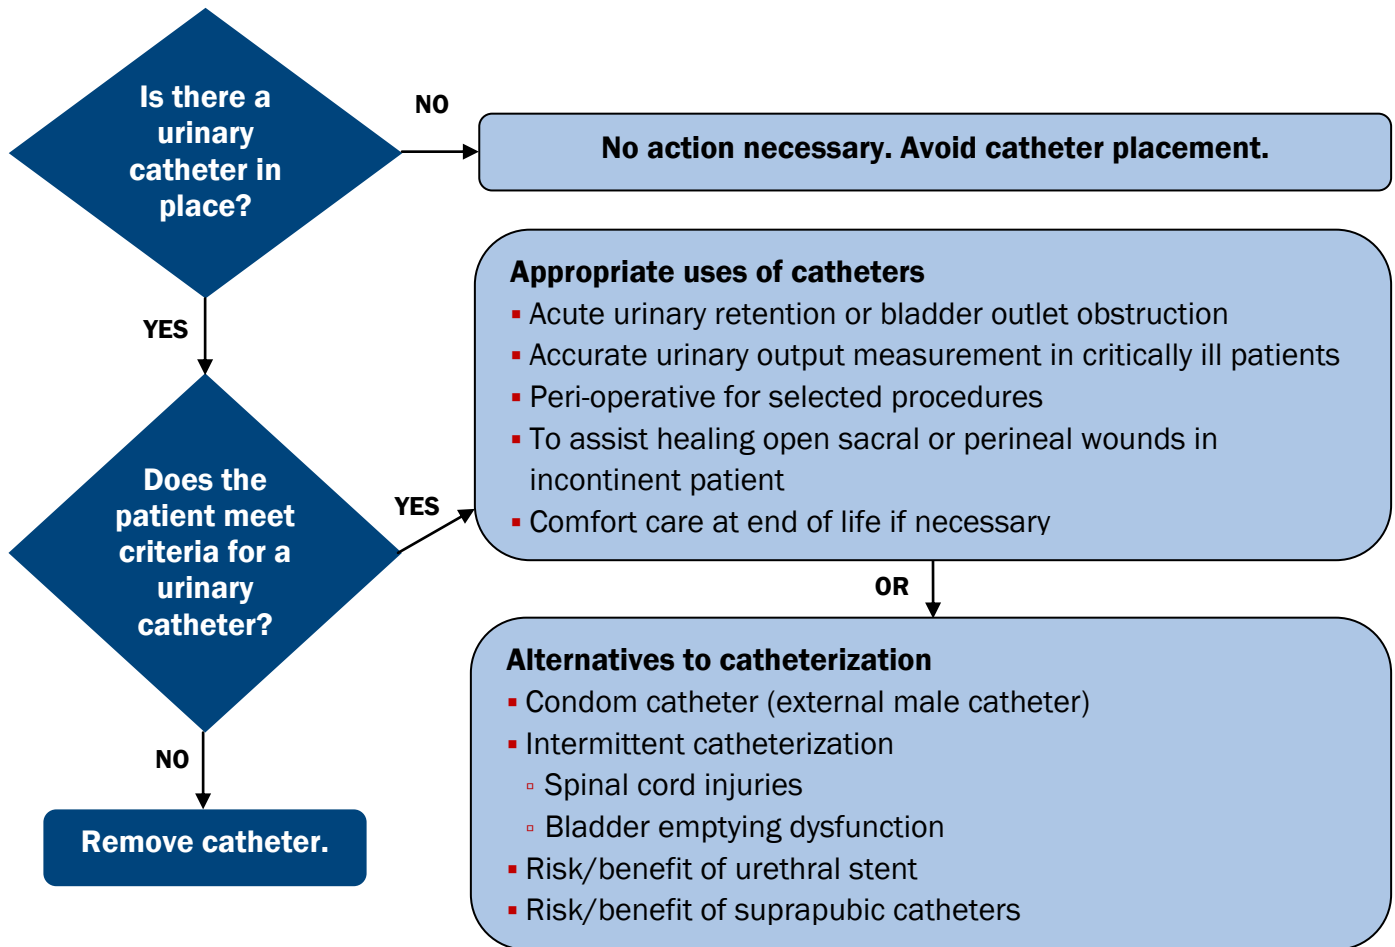 Is there a
urinary
catheter in
place?
NO
No action necessary. Avoid catheter placement.
YES
Appropriate uses of catheters
▪ Acute urinary retention or bladder outlet obstruction
▪ Accurate urinary output measurement in critically ill patients
▪ Peri-operative for selected procedures
▪ To assist healing open sacral or perineal wounds in
incontinent patient
▪ Comfort care at end of life if necessary
Does the
patient meet
criteria for a
urinary
catheter?
YES
OR
Alternatives to catheterization
▪ Condom catheter (external male catheter)
▪ Intermittent catheterization
▫ Spinal cord injuries
▫ Bladder emptying dysfunction
▪ Risk/benefit of urethral stent
▪ Risk/benefit of suprapubic catheters
NO
Remove catheter.